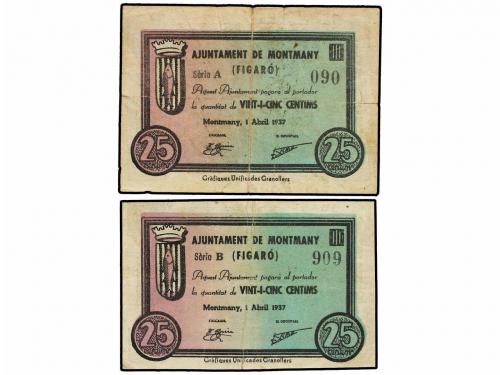 AJUNTAMENT DE MONTMANY
Sèrie A (FIGARÓ) 090
Aquest Ajuntament pagarà al portador
la quantitat de VINT-I-CINC CENTIMS
Montmany, 1 Abril 1937
25 25
Gràfiques Unificades Granollers
AJUNTAMENT DE MONTMANY
Sèrie B (FIGARÓ) 909
Aquest Ajuntament pagarà al portador
la quantitat de VINT-I-CINC CENTIMS
Montmany, 1 Abril 1937
25 25
Gràfiques Unificades Granollers